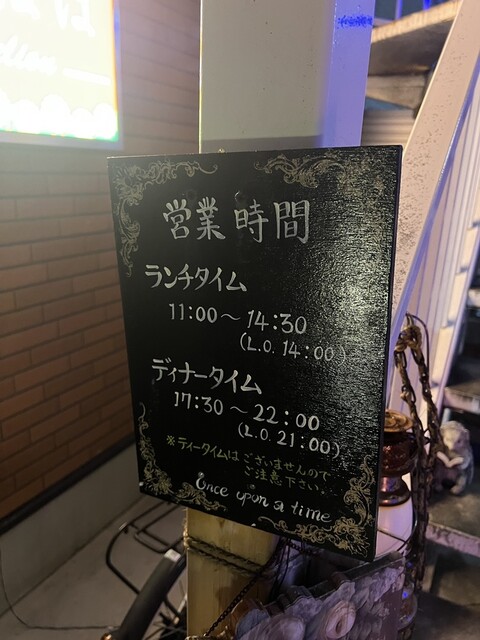 営業時間
ランチタイム
11:00～14:30
(L.O. 14:00)
ディナータイム
17:30～22:00
(L.O. 21:00)
※ティータイムはございませんので
ご注意下さい。
Once upon a time